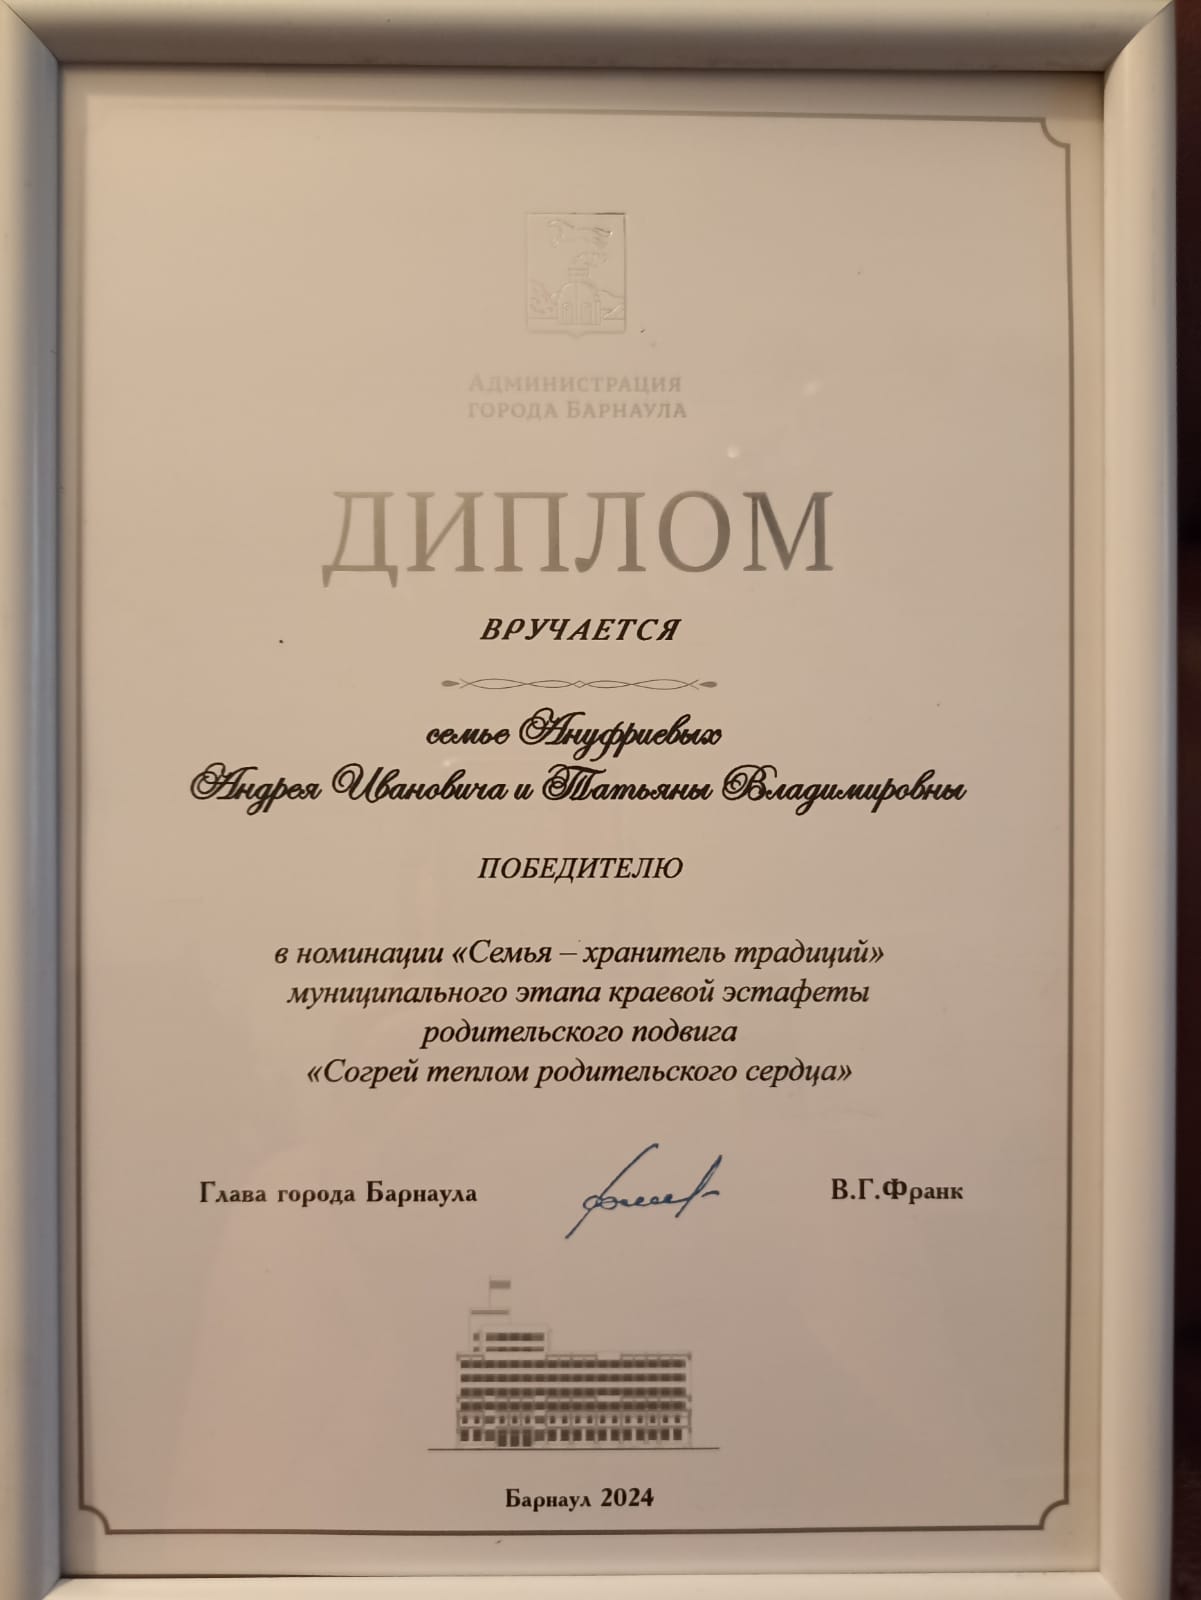 Администрация
города Барнаула
ДИПЛОМ
ВРУЧАЕТСЯ
семье Ануфриевых
Андрея Ивановича и Татьяны Владимировны
ПОБЕДИТЕЛЮ
в номинации «Семья – хранитель традиций»
муниципального этапа краевой эстафеты
родительского подвига
«Согрей теплом родительского сердца»
Глава города Барнаула В.Г.Франк
Барнаул 2024